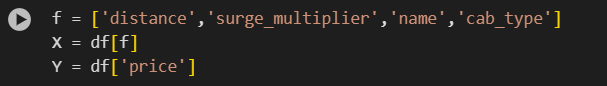 f = ['distance','surge_multiplier','name','cab_type']
X = df[f]
Y = df['price']